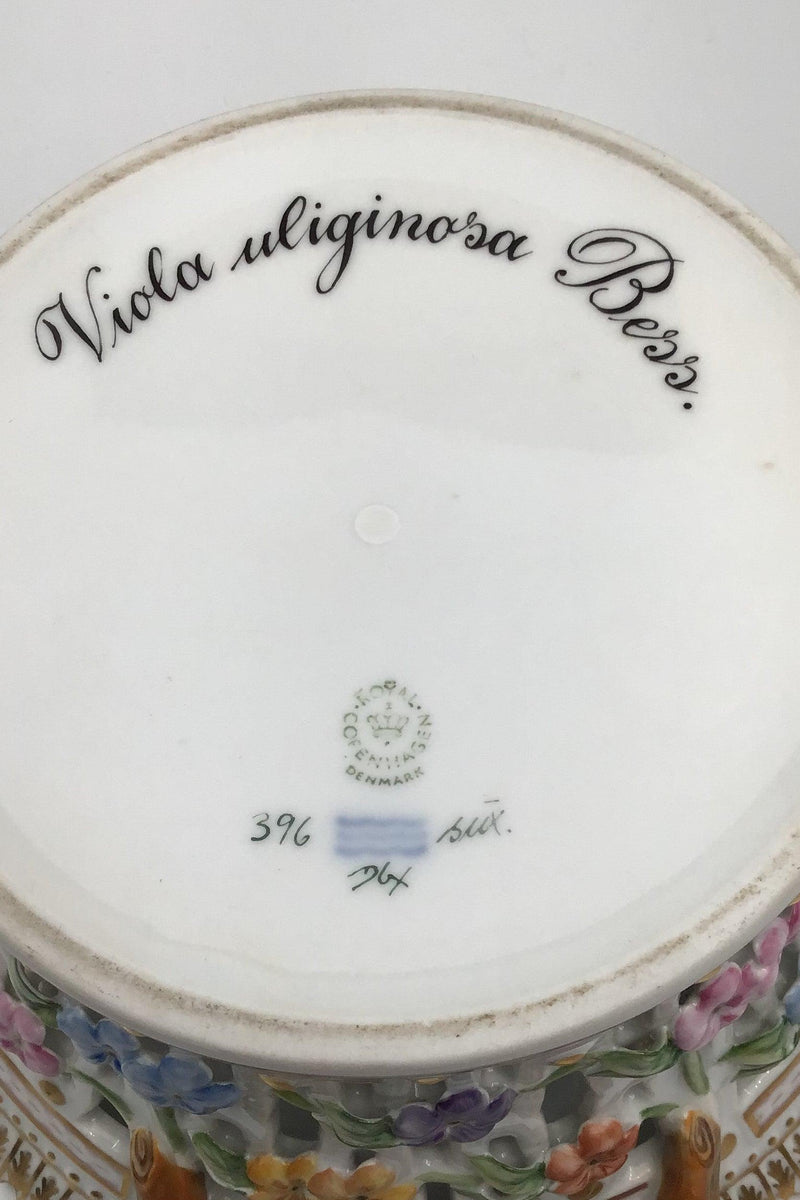 Viola uliginosa Bess.
ROYAL
COPENHAGEN
DENMARK
396